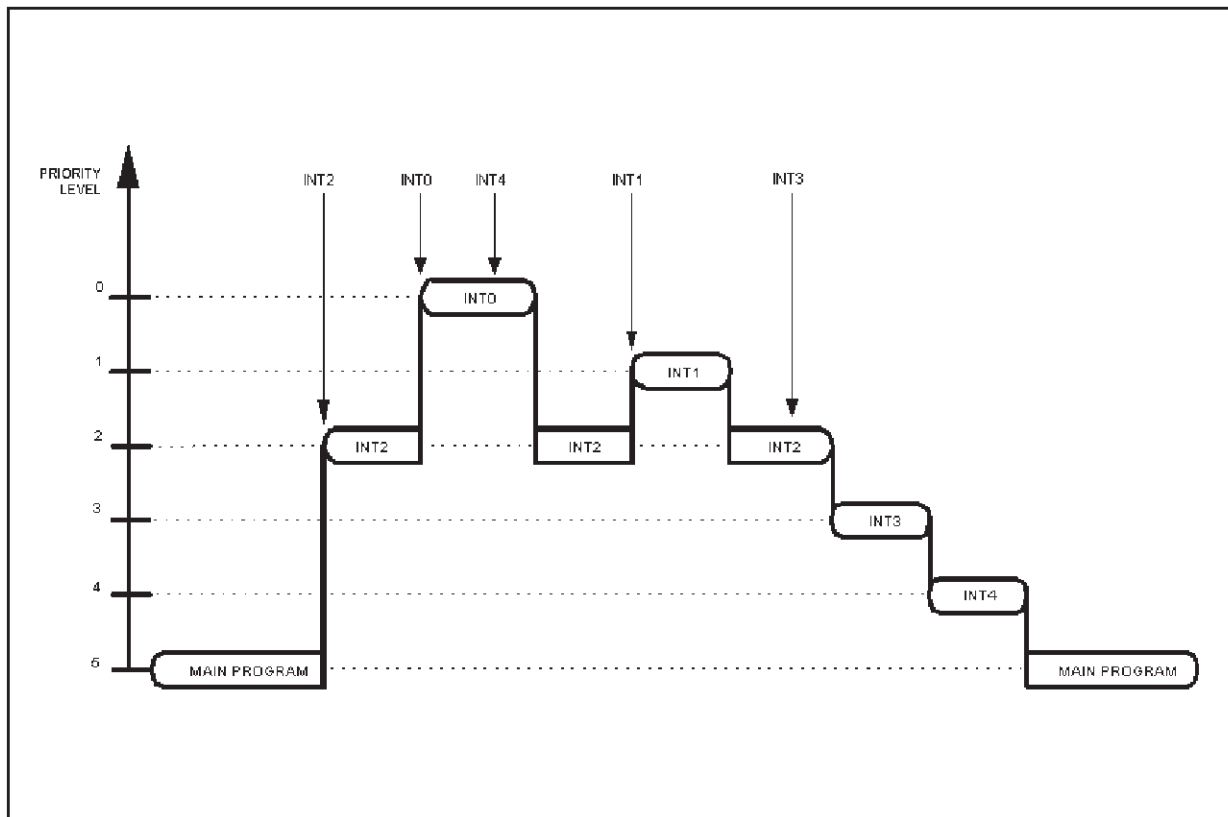 PRIORITY
LEVEL
INT2 INT0 INT4 INT1 INT3
0
INT0
1
INT1
2
INT2 INT2 INT2
3
INT3
4
INT4
5
MAIN PROGRAM MAIN PROGRAM